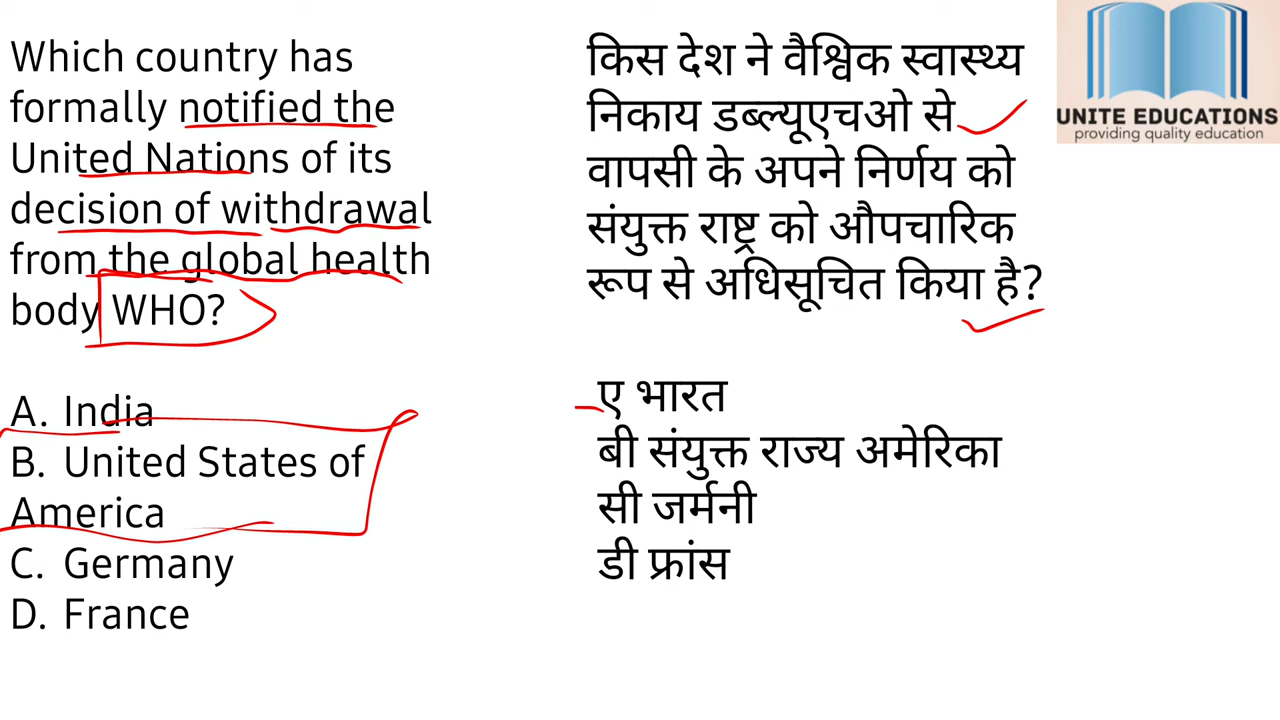 Which country has
formally notified the
United Nations of its
decision of withdrawal
from the global health
body WHO?
A. India
B. United States of
America
C. Germany
D. France
किस देश ने वैश्विक स्वास्थ्य
निकाय डब्ल्यूएचओ से
वापसी के अपने निर्णय को
संयुक्त राष्ट्र को औपचारिक
रूप से अधिसूचित किया है?
ए भारत
बी संयुक्त राज्य अमेरिका
सी जर्मनी
डी फ्रांस
UNITE EDUCATIONS
providing quality education